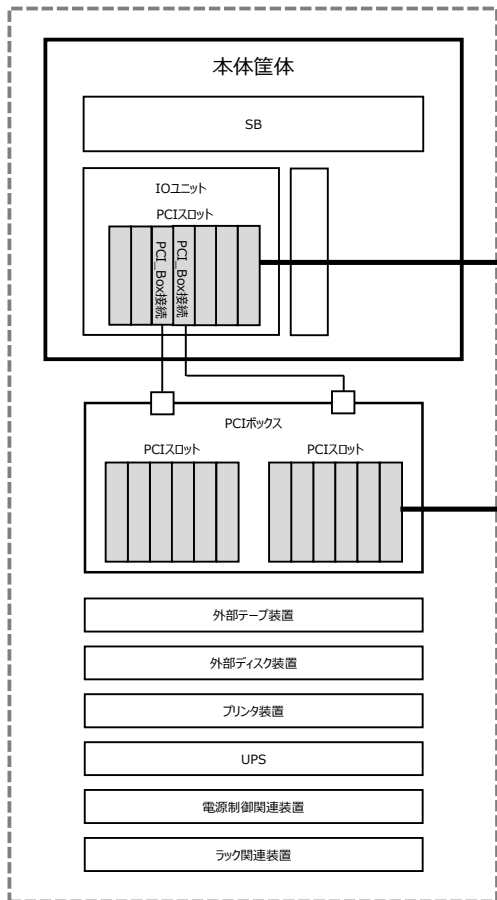 本体筐体
SB
IOユニット
PCIスロット
PCI_Box接続
PCI_Box接続
PCIボックス
PCIスロット
PCIスロット
外部テープ装置
外部ディスク装置
プリンタ装置
UPS
電源制御関連装置
ラック関連装置